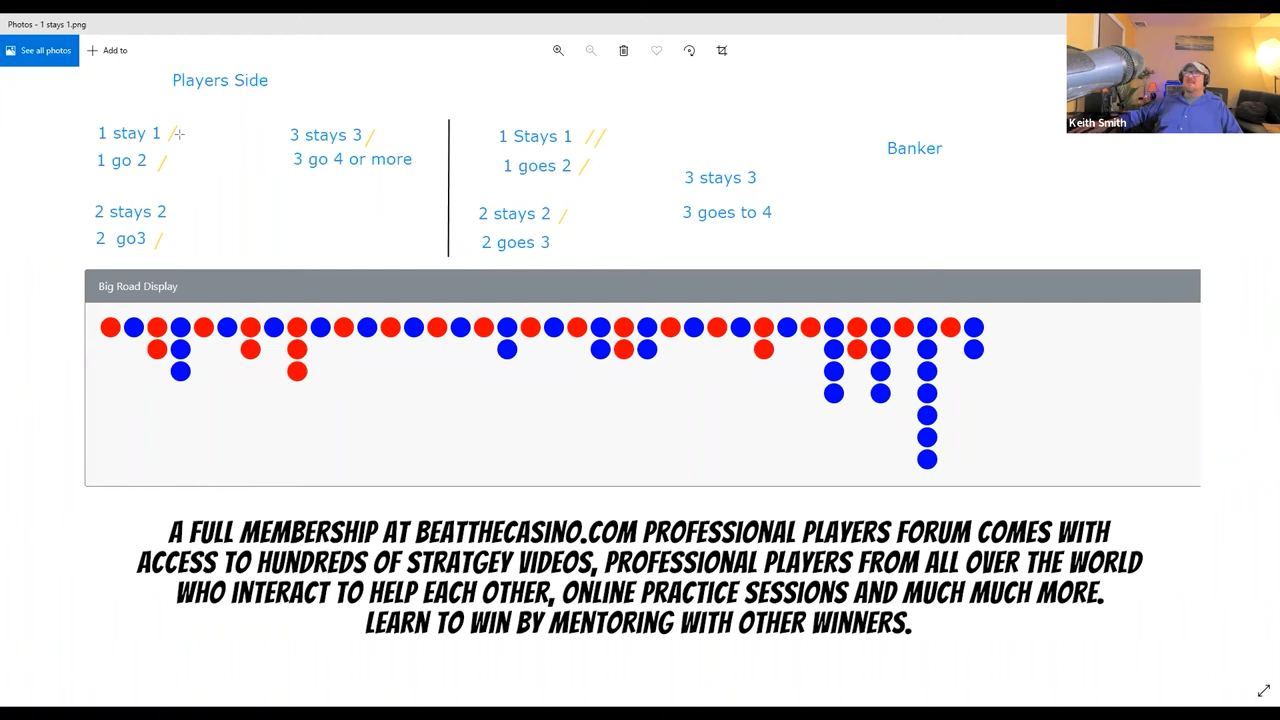 Photos - 1 stays 1.png
See all photos
Add to
Keith Smith
Players Side
1 stay 1 /
1 go 2 /
2 stays 2
2 go3 /
3 stays 3 /
3 go 4 or more
1 Stays 1 //
1 goes 2 /
2 stays 2 /
2 goes 3
Banker
3 stays 3
3 goes to 4
Big Road Display
A FULL MEMBERSHIP AT BEATTHECASINO.COM PROFESSIONAL PLAYERS FORUM COMES WITH
ACCESS TO HUNDREDS OF STRATGEY VIDEOS, PROFESSIONAL PLAYERS FROM ALL OVER THE WORLD
WHO INTERACT TO HELP EACH OTHER, ONLINE PRACTICE SESSIONS AND MUCH MUCH MORE.
LEARN TO WIN BY MENTORING WITH OTHER WINNERS.